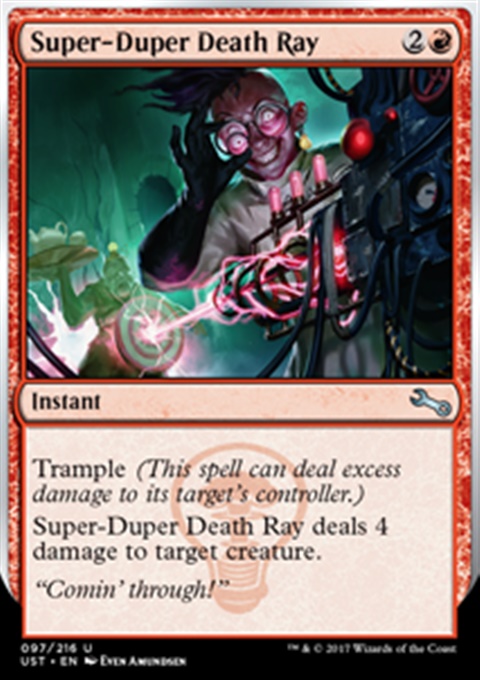 Super-Duper Death Ray 2
Instant
Trample (This spell can deal excess
damage to its target's controller.)
Super-Duper Death Ray deals 4
damage to target creature.
"Comin' through!"
097/216 U
UST • EN Even Amundsen
™ & © 2017 Wizards of the Coast